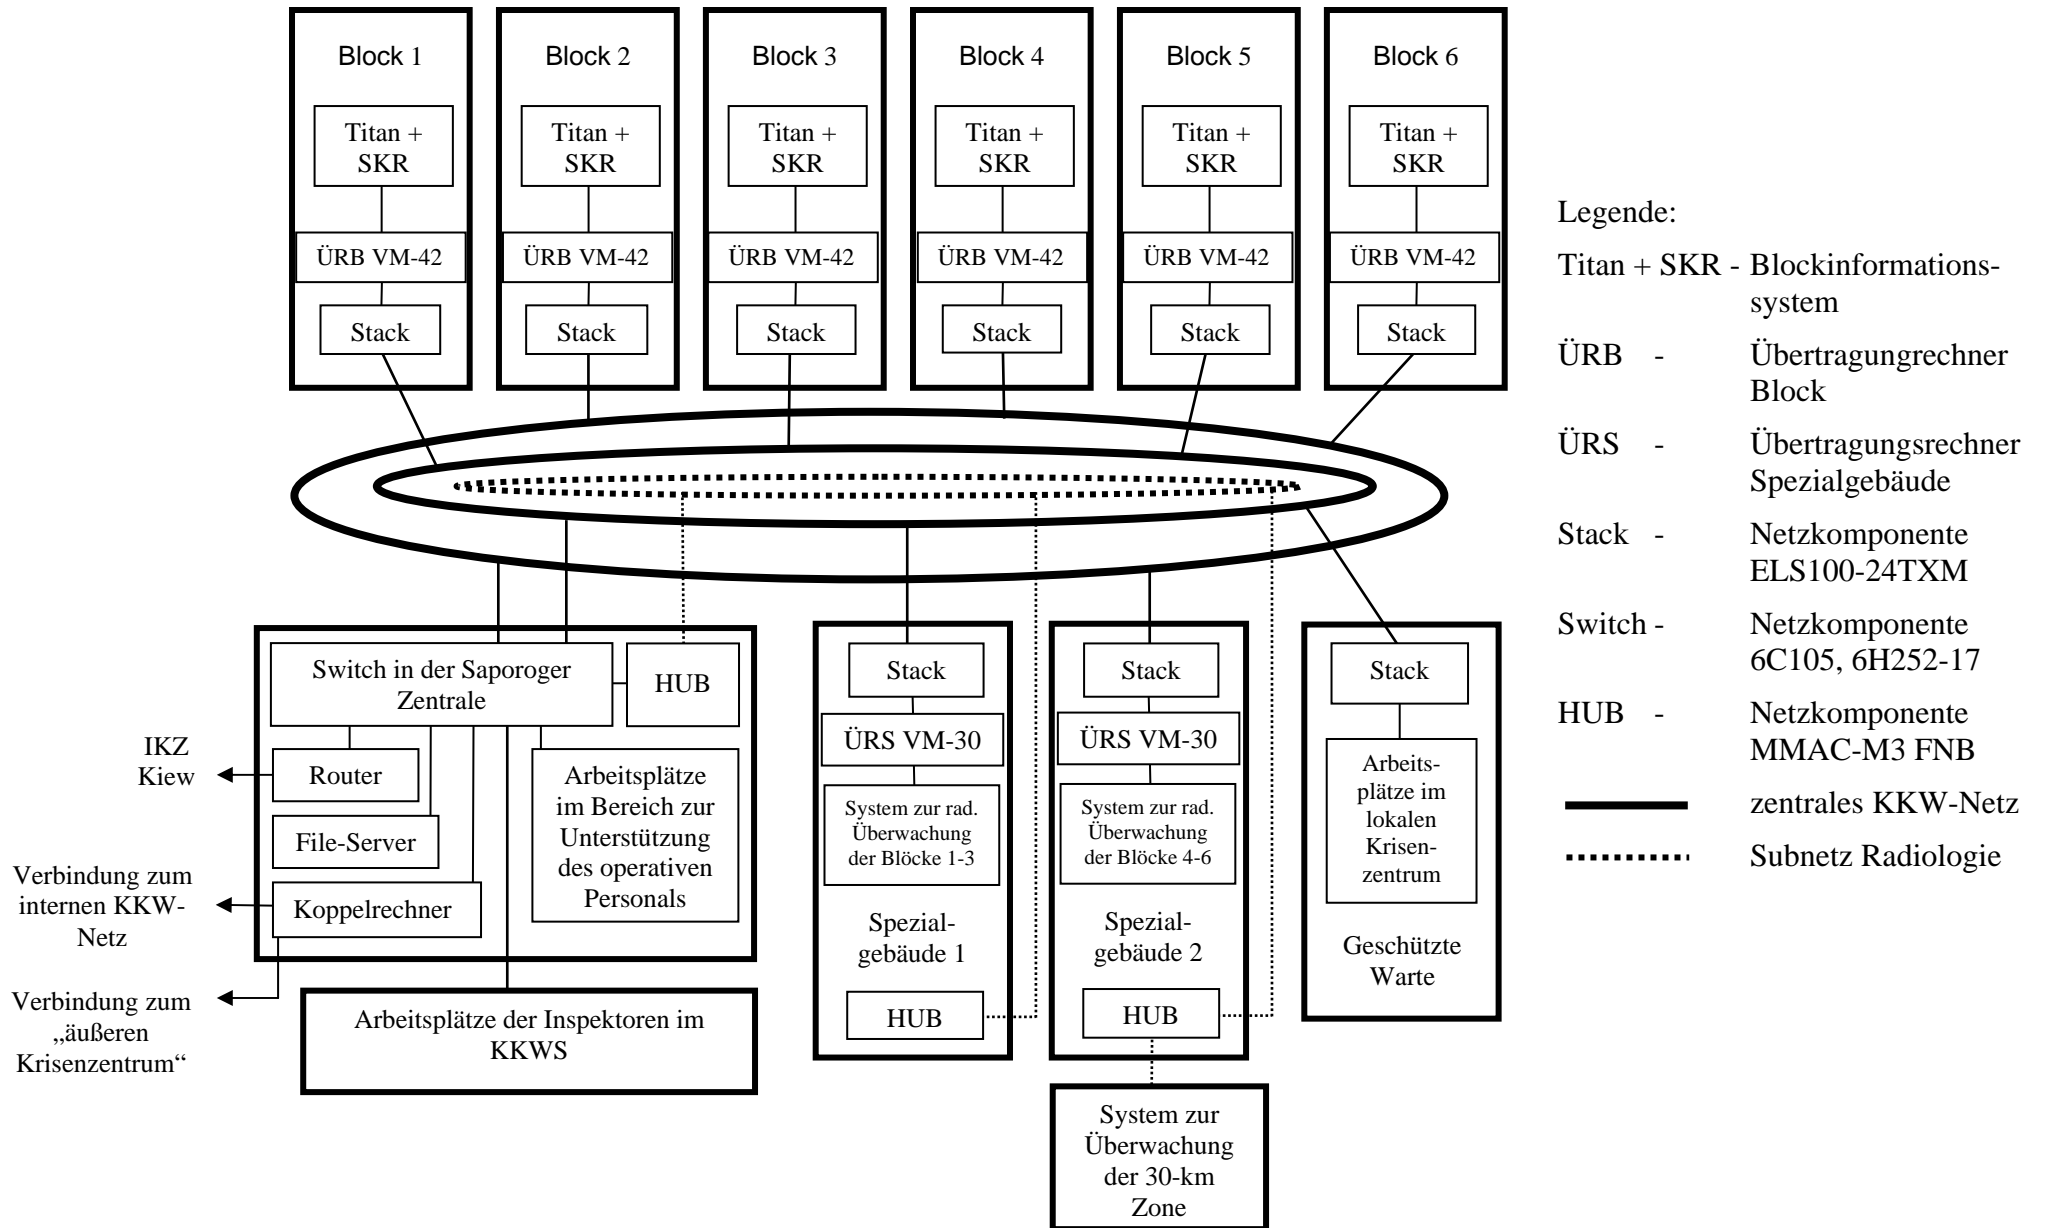 Block 1
Titan +
SKR
ÜRB VM-42
Stack
Block 2
Titan +
SKR
ÜRB VM-42
Stack
Block 3
Titan +
SKR
ÜRB VM-42
Stack
Block 4
Titan +
SKR
ÜRB VM-42
Stack
Block 5
Titan +
SKR
ÜRB VM-42
Stack
Block 6
Titan +
SKR
ÜRB VM-42
Stack
Legende:
Titan + SKR - Blockinformations-
system
ÜRB - Übertragungrechner
Block
ÜRS - Übertragungsrechner
Spezialgebäude
Stack - Netzkomponente
ELS100-24TXM
Switch - Netzkomponente
6C105, 6H252-17
HUB - Netzkomponente
MMAC-M3 FNB
zentrales KKW-Netz
Subnetz Radiologie
Switch in der Saporoger
Zentrale
HUB
Router
File-Server
Koppelrechner
Arbeitsplätze
im Bereich zur
Unterstützung
des operativen
Personals
IKZ
Kiew
Verbindung zum
internen KKW-
Netz
Verbindung zum
„äußeren
Krisenzentrum“
Arbeitsplätze der Inspektoren im
KKWS
Stack
ÜRS VM-30
System zur rad.
Überwachung
der Blöcke 1-3
Spezial-
gebäude 1
HUB
Stack
ÜRS VM-30
System zur rad.
Überwachung
der Blöcke 4-6
Spezial-
gebäude 2
HUB
System zur
Überwachung
der 30-km
Zone
Stack
Arbeits-
plätze im
lokalen
Krisen-
zentrum
Geschützte
Warte